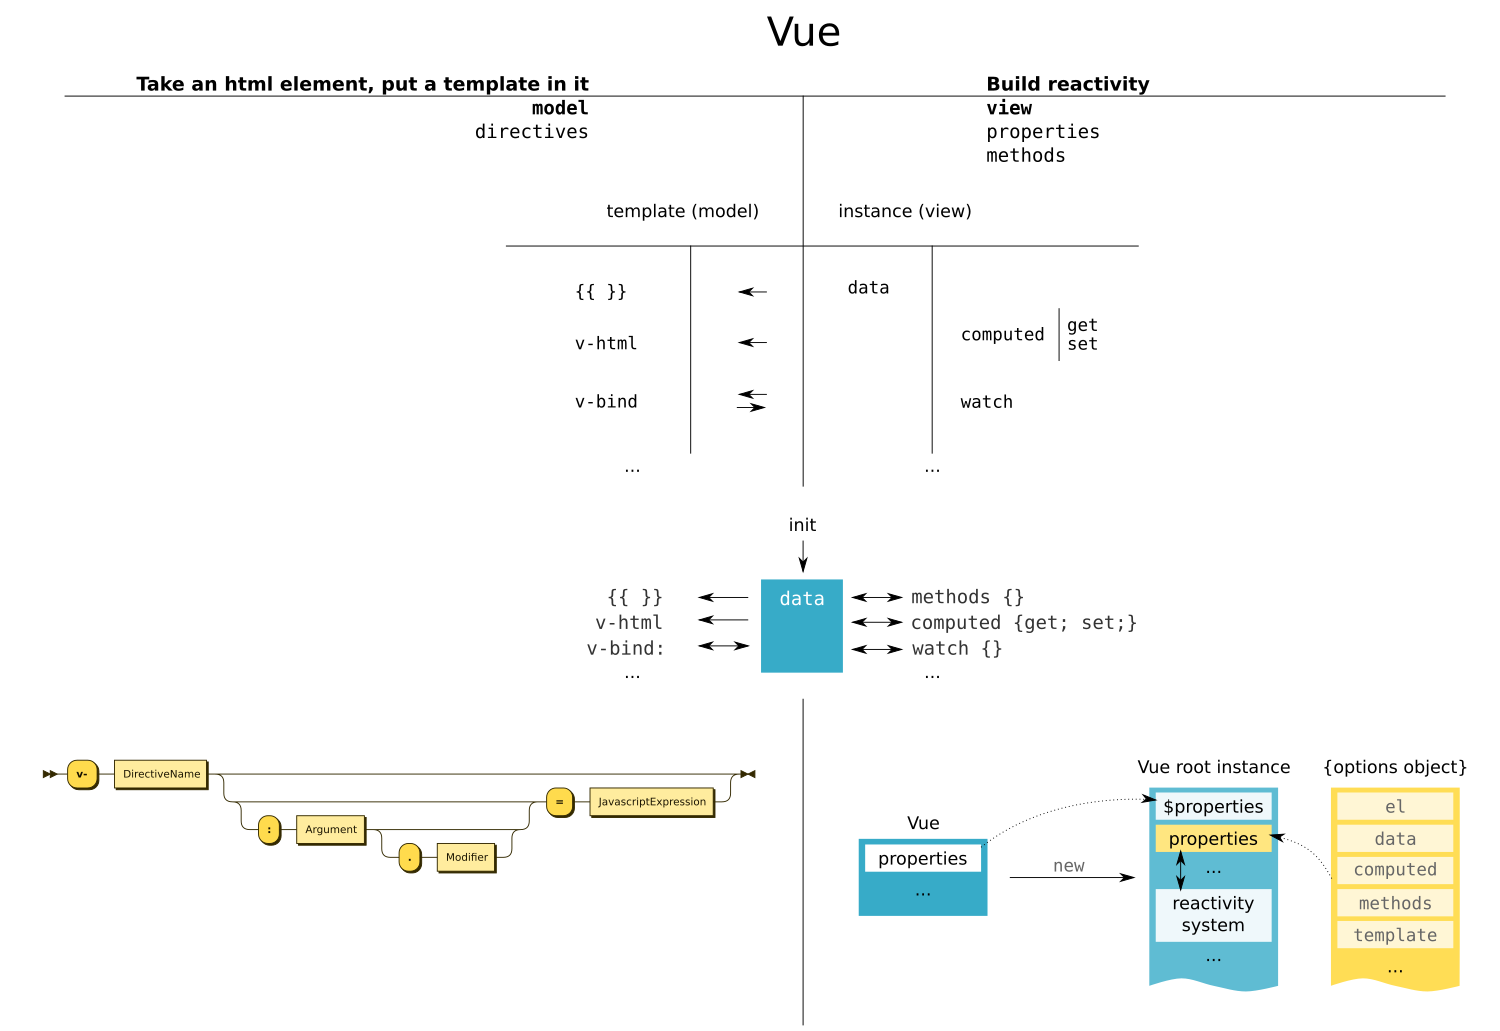 Vue
Take an html element, put a template in it
model
directives
Build reactivity
view
properties
methods
template (model)
instance (view)
{{ }}
v-html
v-bind
...
data
computed
get
set
watch
...
init
data
{{ }}
v-html
v-bind:
...
methods {}
computed {get; set;}
watch {}
...
v-
DirectiveName
:
Argument
.
Modifier
=
JavascriptExpression
Vue
properties
...
new
Vue root instance
$properties
properties
...
reactivity
system
...
{options object}
el
data
computed
methods
template
...